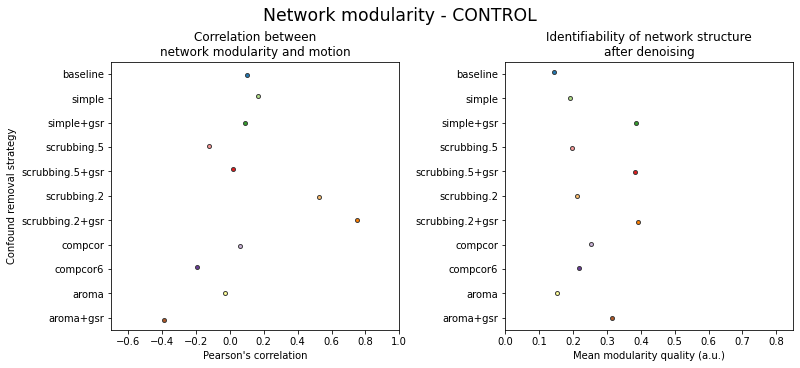 Network modularity - CONTROL
Correlation between
network modularity and motion
Confound removal strategy
baseline
simple
simple+gsr
scrubbing.5
scrubbing.5+gsr
scrubbing.2
scrubbing.2+gsr
compcor
compcor6
aroma
aroma+gsr
−0.6 −0.4 −0.2 0.0 0.2 0.4 0.6 0.8 1.0
Pearson's correlation
Identifiability of network structure
after denoising
baseline
simple
simple+gsr
scrubbing.5
scrubbing.5+gsr
scrubbing.2
scrubbing.2+gsr
compcor
compcor6
aroma
aroma+gsr
0.0 0.1 0.2 0.3 0.4 0.5 0.6 0.7 0.8
Mean modularity quality (a.u.)